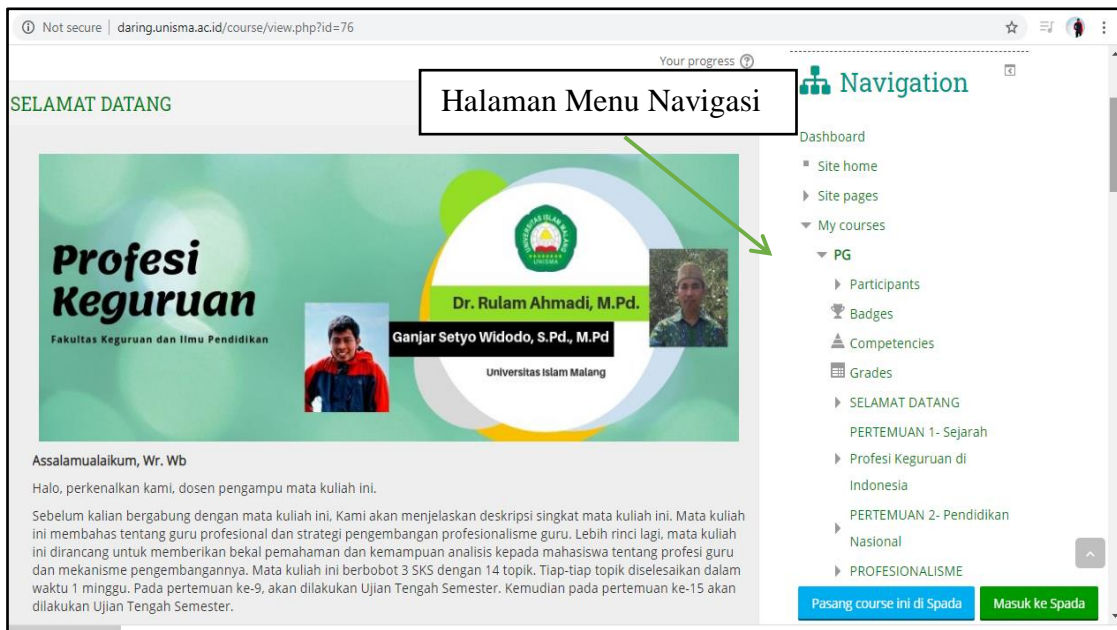 Not secure | daring.unisma.ac.id/course/view.php?id=76
Your progress
SELAMAT DATANG
Halaman Menu Navigasi
Profesi
Keguruan
Fakultas Keguruan dan Ilmu Pendidikan
UNISMA
Dr. Rulam Ahmadi, M.Pd.
Ganjar Setyo Widodo, S.Pd., M.Pd
Universitas Islam Malang
Assalamualaikum, Wr. Wb
Halo, perkenalkan kami, dosen pengampu mata kuliah ini.
Sebelum kalian bergabung dengan mata kuliah ini, Kami akan menjelaskan deskripsi singkat mata kuliah ini. Mata kuliah
ini membahas tentang guru profesional dan strategi pengembangan profesionalisme guru. Lebih rinci lagi, mata kuliah
ini dirancang untuk memberikan bekal pemahaman dan kemampuan analisis kepada mahasiswa tentang profesi guru
dan mekanisme pengembangannya. Mata kuliah ini berbobot 3 SKS dengan 14 topik. Tiap-tiap topik diselesaikan dalam
waktu 1 minggu. Pada pertemuan ke-9, akan dilakukan Ujian Tengah Semester. Kemudian pada pertemuan ke-15 akan
dilakukan Ujian Tengah Semester.
Navigation
Dashboard
Site home
Site pages
My courses
PG
Participants
Badges
Competencies
Grades
SELAMAT DATANG
PERTEMUAN 1- Sejarah
Profesi Keguruan di
Indonesia
PERTEMUAN 2- Pendidikan
Nasional
PROFESIONALISME
Pasang course ini di Spada
Masuk ke Spada